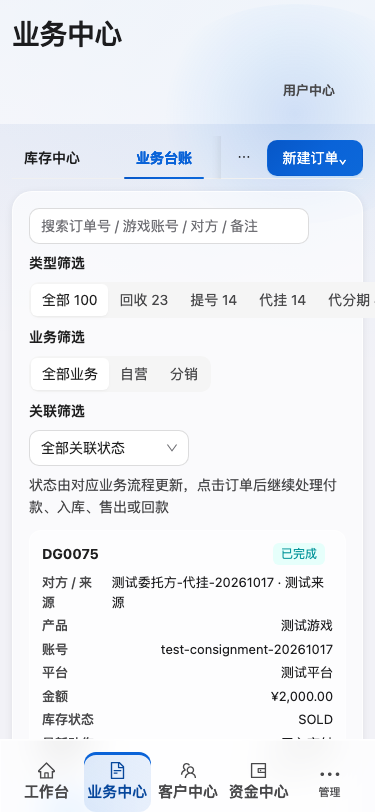 业务中心
用户中心
库存中心
业务台账
···
新建订单
搜索订单号 / 游戏账号 / 对方 / 备注
类型筛选
全部 100 回收 23 提号 14 代挂 14 代分期
业务筛选
全部业务 自营 分销
关联筛选
全部关联状态
状态由对应业务流程更新，点击订单后继续处理付
款、入库、售出或回款
DG0075 已完成
对方 / 来源 测试委托方-代挂-20261017 · 测试来源
产品 测试游戏
账号 test-consignment-20261017
平台 测试平台
金额 ¥2,000.00
库存状态 SOLD
工作台 业务中心 客户中心 资金中心 管理